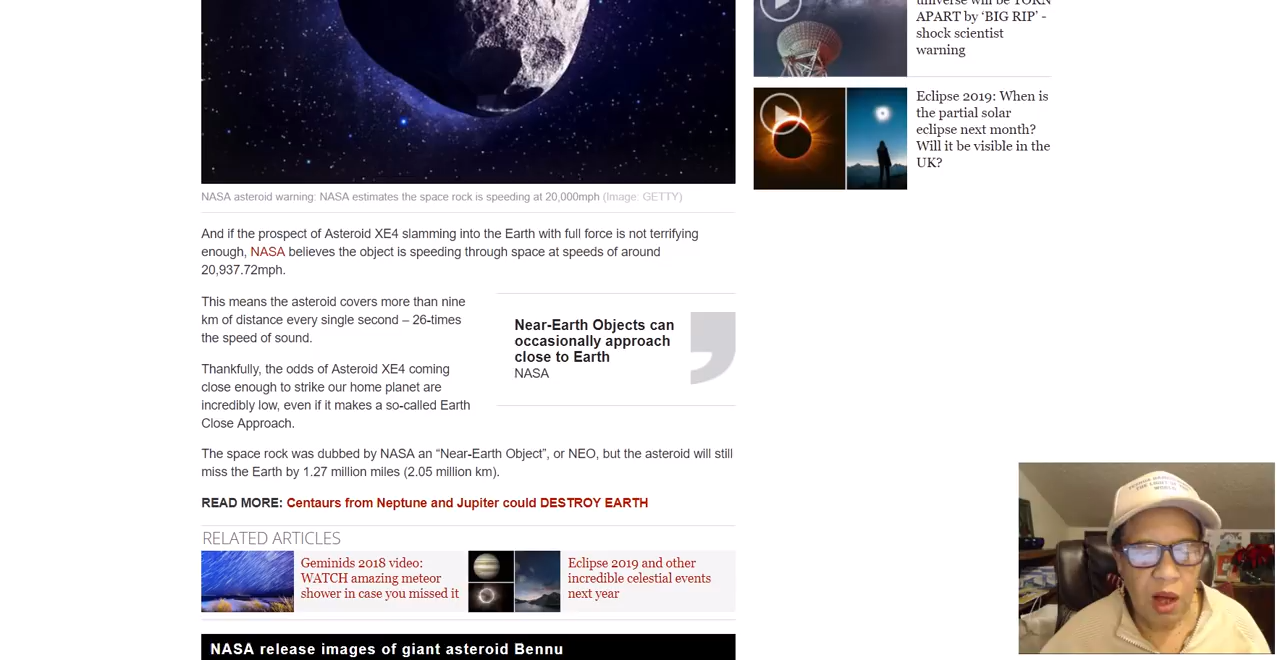 universe will be TORN
APART by ‘BIG RIP’ -
shock scientist
warning
Eclipse 2019: When is
the partial solar
eclipse next month?
Will it be visible in the
UK?
NASA asteroid warning: NASA estimates the space rock is speeding at 20,000mph (Image: GETTY)
And if the prospect of Asteroid XE4 slamming into the Earth with full force is not terrifying
enough, NASA believes the object is speeding through space at speeds of around
20,937.72mph.
This means the asteroid covers more than nine
km of distance every single second – 26-times
the speed of sound.
Near-Earth Objects can
occasionally approach
close to Earth
NASA
Thankfully, the odds of Asteroid XE4 coming
close enough to strike our home planet are
incredibly low, even if it makes a so-called Earth
Close Approach.
The space rock was dubbed by NASA an “Near-Earth Object”, or NEO, but the asteroid will still
miss the Earth by 1.27 million miles (2.05 million km).
READ MORE: Centaurs from Neptune and Jupiter could DESTROY EARTH
RELATED ARTICLES
Geminids 2018 video:
WATCH amazing meteor
shower in case you missed it
Eclipse 2019 and other
incredible celestial events
next year
NASA release images of giant asteroid Bennu
THE LIGHT
WORLD